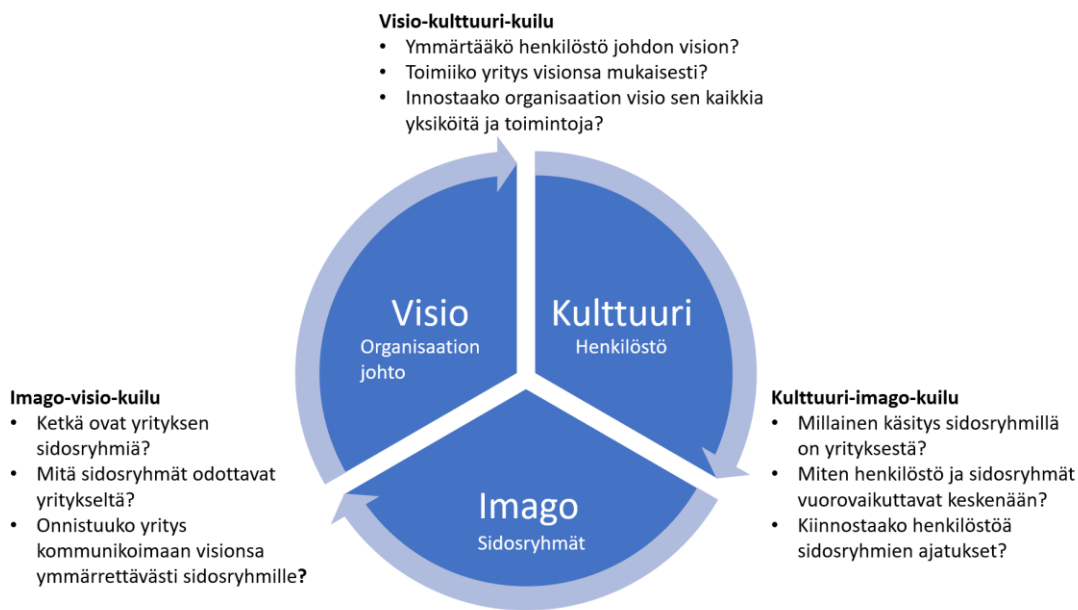 Visio-kulttuuri-kuilu
• Ymmärtääkö henkilöstö johdon vision?
• Toimiiko yritys visionsa mukaisesti?
• Innostaako organisaation visio sen kaikkia
yksiköitä ja toimintoja?
Visio
Organisaation
johto
Kulttuuri
Henkilöstö
Imago-visio-kuilu
• Ketkä ovat yrityksen
sidosryhmiä?
• Mitä sidosryhmät odottavat
yritykseltä?
• Onnistuuko yritys
kommunikoimaan visionsa
ymmärrettävästi sidosryhmille?
Imago
Sidosryhmät
Kulttuuri-imago-kuilu
• Millainen käsitys sidosryhmillä
on yrityksestä?
• Miten henkilöstö ja sidosryhmät
vuorovaikuttavat keskenään?
• Kiinnostaako henkilöstöä
sidosryhmien ajatukset?